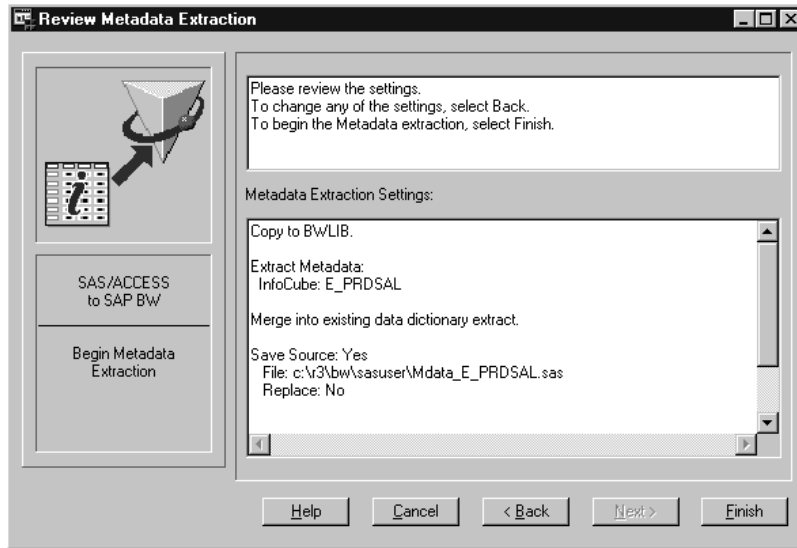 Review Metadata Extraction
Please review the settings.
To change any of the settings, select Back.
To begin the Metadata extraction, select Finish.
Metadata Extraction Settings:
Copy to BWLIB.
Extract Metadata:
InfoCube: E_PRDSAL
Merge into existing data dictionary extract.
Save Source: Yes
File: c:\r3\bw\sasuser\Mdata_E_PRDSAL.sas
Replace: No
SAS/ACCESS
to SAP BW
Begin Metadata
Extraction
Help
Cancel
< Back
Next >
Finish